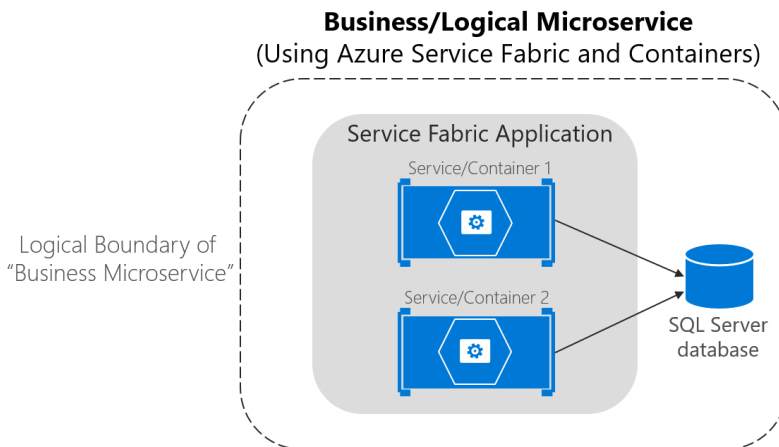 Business/Logical Microservice
(Using Azure Service Fabric and Containers)
Service Fabric Application
Service/Container 1
Logical Boundary of
“Business Microservice”
Service/Container 2
SQL Server
database